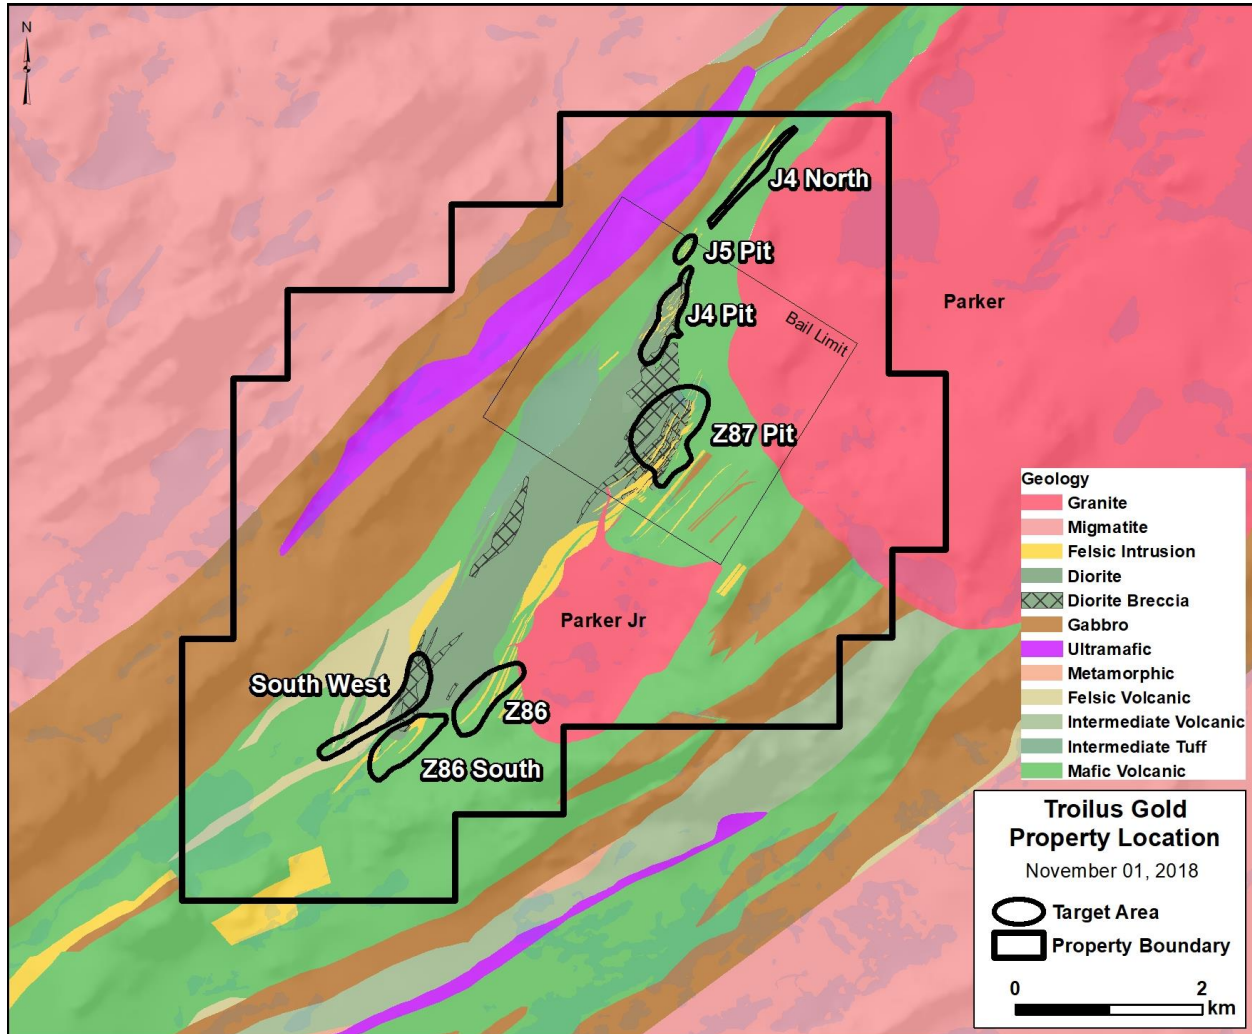 N
J4 North
J5 Pit
Parker
J4 Pit
Bail Limit
Z87 Pit
Parker Jr
South West
Z86
Z86 South
Geology
Granite
Migmatite
Felsic Intrusion
Diorite
Diorite Breccia
Gabbro
Ultramafic
Metamorphic
Felsic Volcanic
Intermediate Volcanic
Intermediate Tuff
Mafic Volcanic
Troilus Gold
Property Location
November 01, 2018
Target Area
Property Boundary
0 2
km